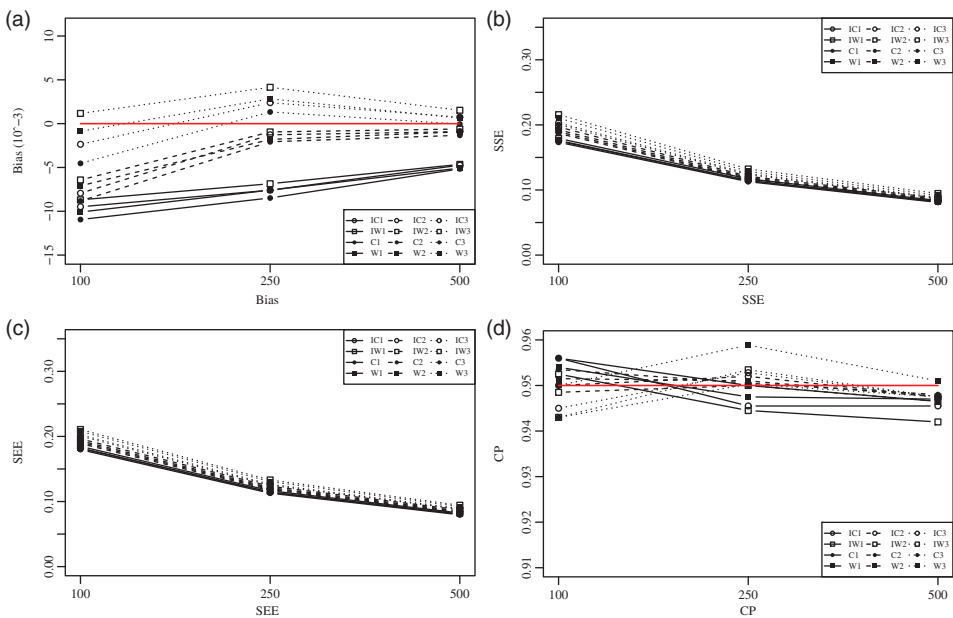 (a)
10
5
0
−5
−10
−15
Bias (10^−3)
IC1 IC2 IC3
IW1 IW2 IW3
C1 C2 C3
W1 W2 W3
100 250 500
Bias
(b)
0.30
0.20
0.10
0.00
SSE
IC1 IC2 IC3
IW1 IW2 IW3
C1 C2 C3
W1 W2 W3
100 250 500
SSE
(c)
0.30
0.20
0.10
0.00
SEE
IC1 IC2 IC3
IW1 IW2 IW3
C1 C2 C3
W1 W2 W3
100 250 500
SEE
(d)
0.96
0.95
0.94
0.93
0.92
0.91
CP
IC1 IC2 IC3
IW1 IW2 IW3
C1 C2 C3
W1 W2 W3
100 250 500
CP